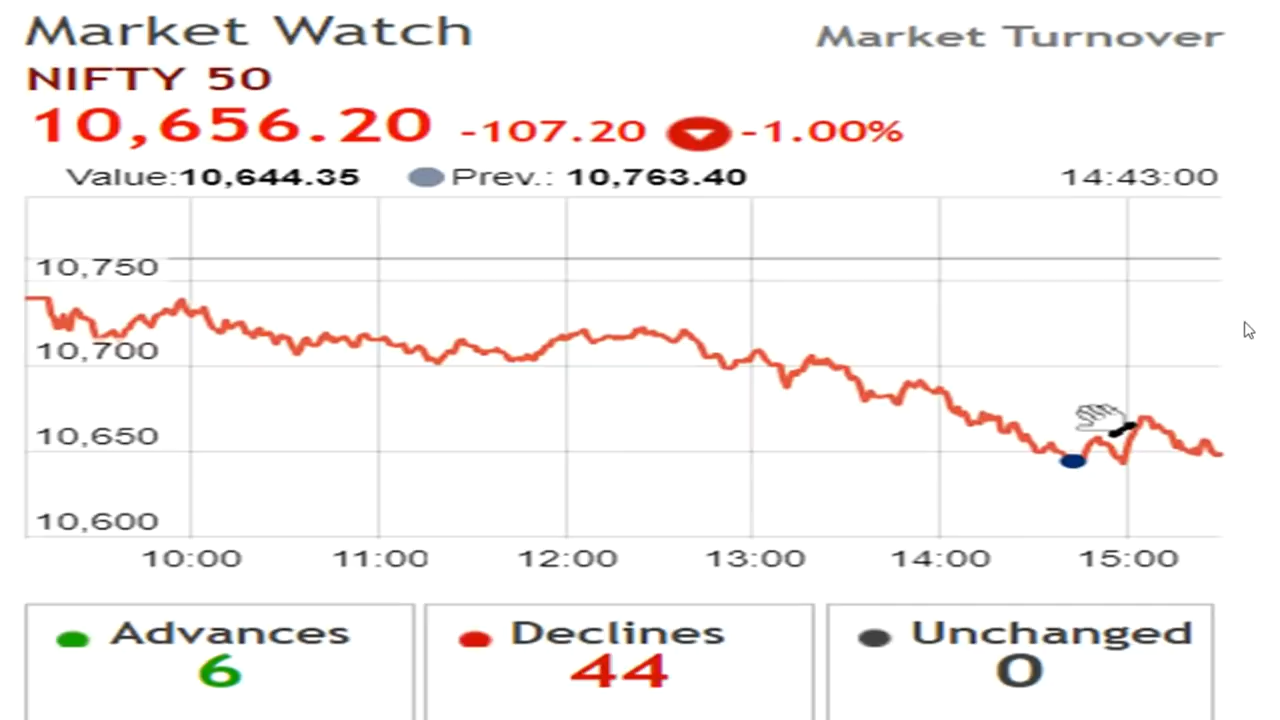 Market Watch
Market Turnover
NIFTY 50
10,656.20 -107.20 -1.00%
Value:10,644.35 Prev.: 10,763.40 14:43:00
10,750
10,700
10,650
10,600
10:00 11:00 12:00 13:00 14:00 15:00
Advances
6
Declines
44
Unchanged
0